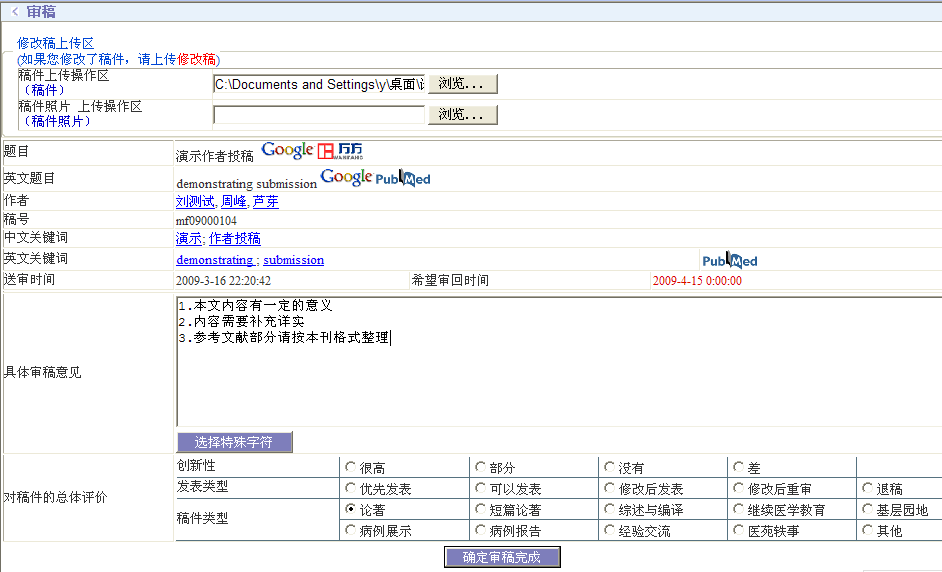 < 审稿
修改稿上传区
(如果您修改了稿件，请上传修改稿)
稿件上传操作区
（稿件） C:\Documents and Settings\y\桌面\ 浏览...
稿件照片 上传操作区
（稿件照片） 浏览...
题目 演示作者投稿 Google 万方 WANFANG
英文题目 demonstrating submission Google PubMed
作者 刘测试, 周峰, 芦芽
稿号 mf09000104
中文关键词 演示; 作者投稿
英文关键词 demonstrating ; submission PubMed
送审时间 2009-3-16 22:20:42 希望审回时间 2009-4-15 0:00:00
1.本文内容有一定的意义
2.内容需要补充详实
3.参考文献部分请按本刊格式整理
具体审稿意见
选择特殊字符
对稿件的总体评价
创新性 很高 部分 没有 差
发表类型 优先发表 可以发表 修改后发表 修改后重审 退稿
稿件类型 论著 短篇论著 综述与编译 继续医学教育 基层园地
病例展示 病例报告 经验交流 医苑轶事 其他
确定审稿完成